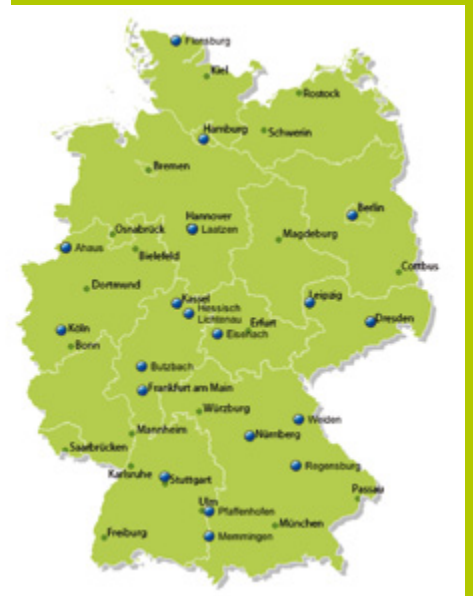 Flensburg
Kiel
Rostock
Hamburg
Schwerin
Bremen
Berlin
Hannover
Laatzen
Osnabrück
Magdeburg
Ahaus
Bielefeld
Cottbus
Dortmund
Kassel
Leipzig
Hessisch
Lichtenau
Erfurt
Dresden
Köln
Eisenach
Bonn
Butzbach
Frankfurt am Main
Würzburg
Weiden
Mannheim
Nürnberg
Saarbrücken
Regensburg
Karlsruhe
Stuttgart
Passau
Ulm
Pfaffenhofen
München
Freiburg
Memmingen